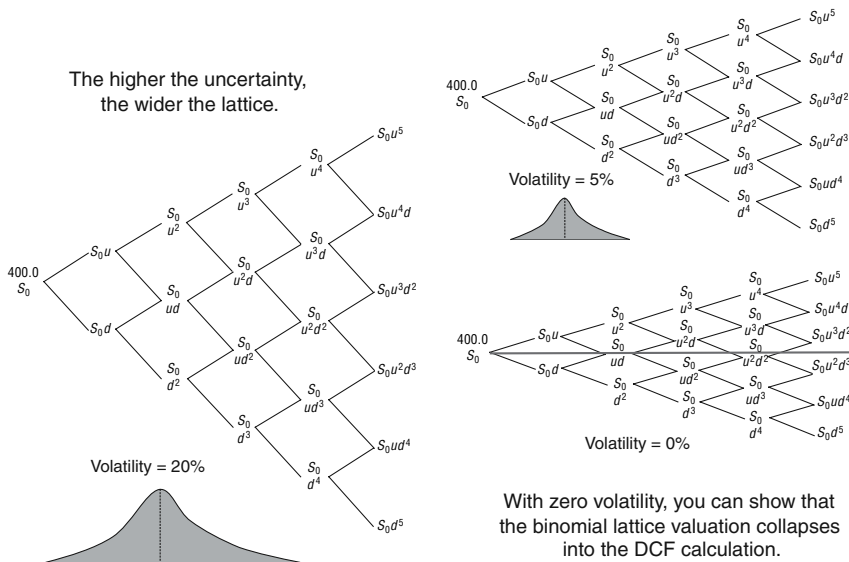 The higher the uncertainty,
the wider the lattice.
400.0
S₀
S₀u
S₀d
S₀
u²
S₀
ud
S₀
d²
S₀
u³
S₀
u²d
S₀
ud²
S₀
d³
S₀
u⁴
S₀
u³d
S₀
u²d²
S₀
ud³
S₀
d⁴
S₀u⁵
S₀u⁴d
S₀u³d²
S₀u²d³
S₀ud⁴
S₀d⁵
Volatility = 20%
400.0
S₀
S₀u
S₀d
S₀
u²
S₀
ud
S₀
d²
S₀
u³
S₀
u²d
S₀
ud²
S₀
d³
S₀
u⁴
S₀
u³d
S₀
u²d²
S₀
ud³
S₀
d⁴
S₀u⁵
S₀u⁴d
S₀u³d²
S₀u²d³
S₀ud⁴
S₀d⁵
Volatility = 5%
400.0
S₀
S₀u
S₀d
S₀
u²
S₀
ud
S₀
d²
S₀
u³
S₀
u²d
S₀
ud²
S₀
d³
S₀
u⁴
S₀
u³d
S₀
u²d²
S₀
ud³
S₀
d⁴
S₀u⁵
S₀u⁴d
S₀u³d²
S₀u²d³
S₀ud⁴
S₀d⁵
Volatility = 0%
With zero volatility, you can show that
the binomial lattice valuation collapses
into the DCF calculation.